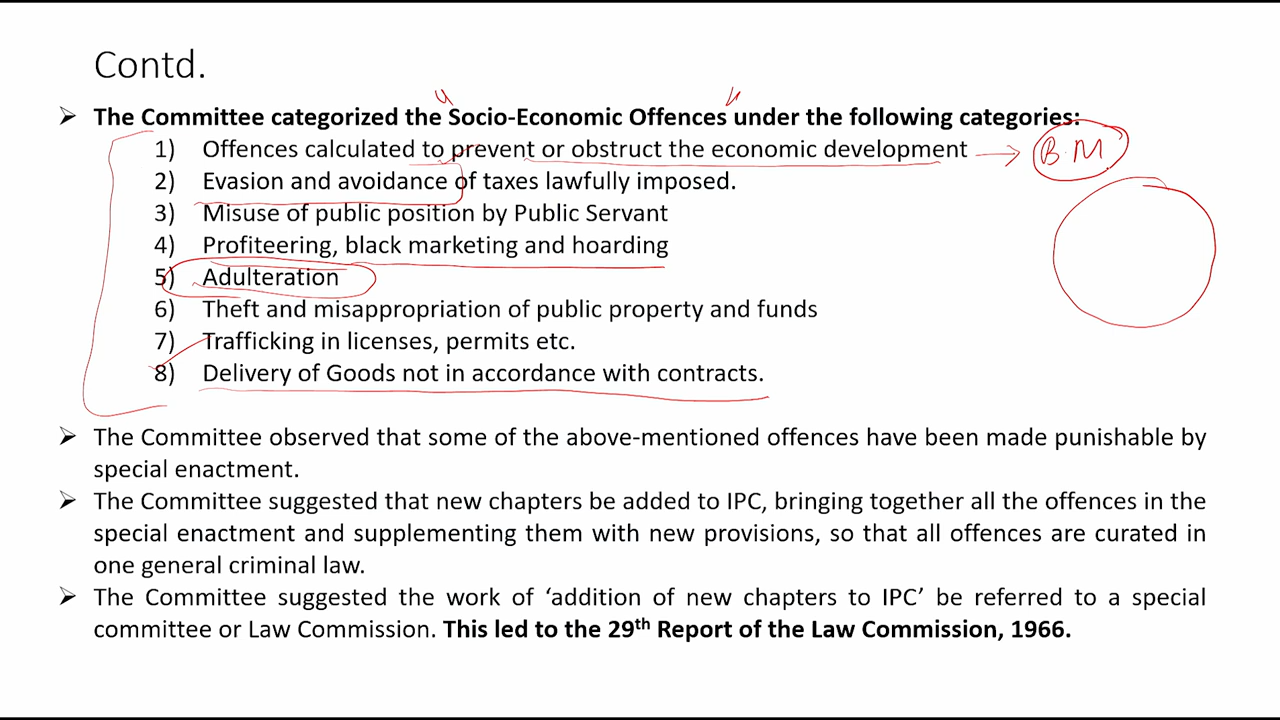 Contd.
➢ The Committee categorized the Socio-Economic Offences under the following categories:
1) Offences calculated to prevent or obstruct the economic development → B.M
2) Evasion and avoidance of taxes lawfully imposed.
3) Misuse of public position by Public Servant
4) Profiteering, black marketing and hoarding
5) Adulteration
6) Theft and misappropriation of public property and funds
7) Trafficking in licenses, permits etc.
8) Delivery of Goods not in accordance with contracts.
➢ The Committee observed that some of the above-mentioned offences have been made punishable by
special enactment.
➢ The Committee suggested that new chapters be added to IPC, bringing together all the offences in the
special enactment and supplementing them with new provisions, so that all offences are curated in
one general criminal law.
➢ The Committee suggested the work of ‘addition of new chapters to IPC’ be referred to a special
committee or Law Commission. This led to the 29th Report of the Law Commission, 1966.